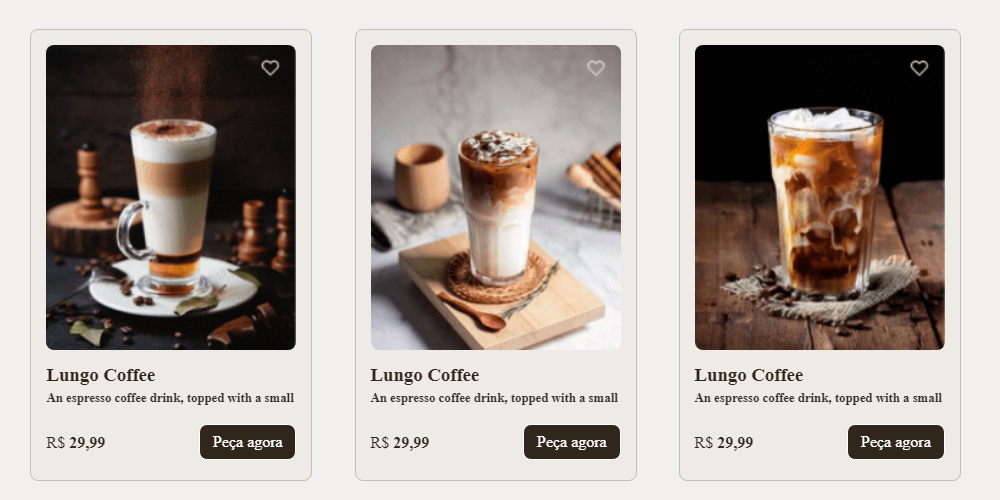 Lungo Coffee
An espresso coffee drink, topped with a small
R$ 29,99
Peça agora
Lungo Coffee
An espresso coffee drink, topped with a small
R$ 29,99
Peça agora
Lungo Coffee
An espresso coffee drink, topped with a small
R$ 29,99
Peça agora